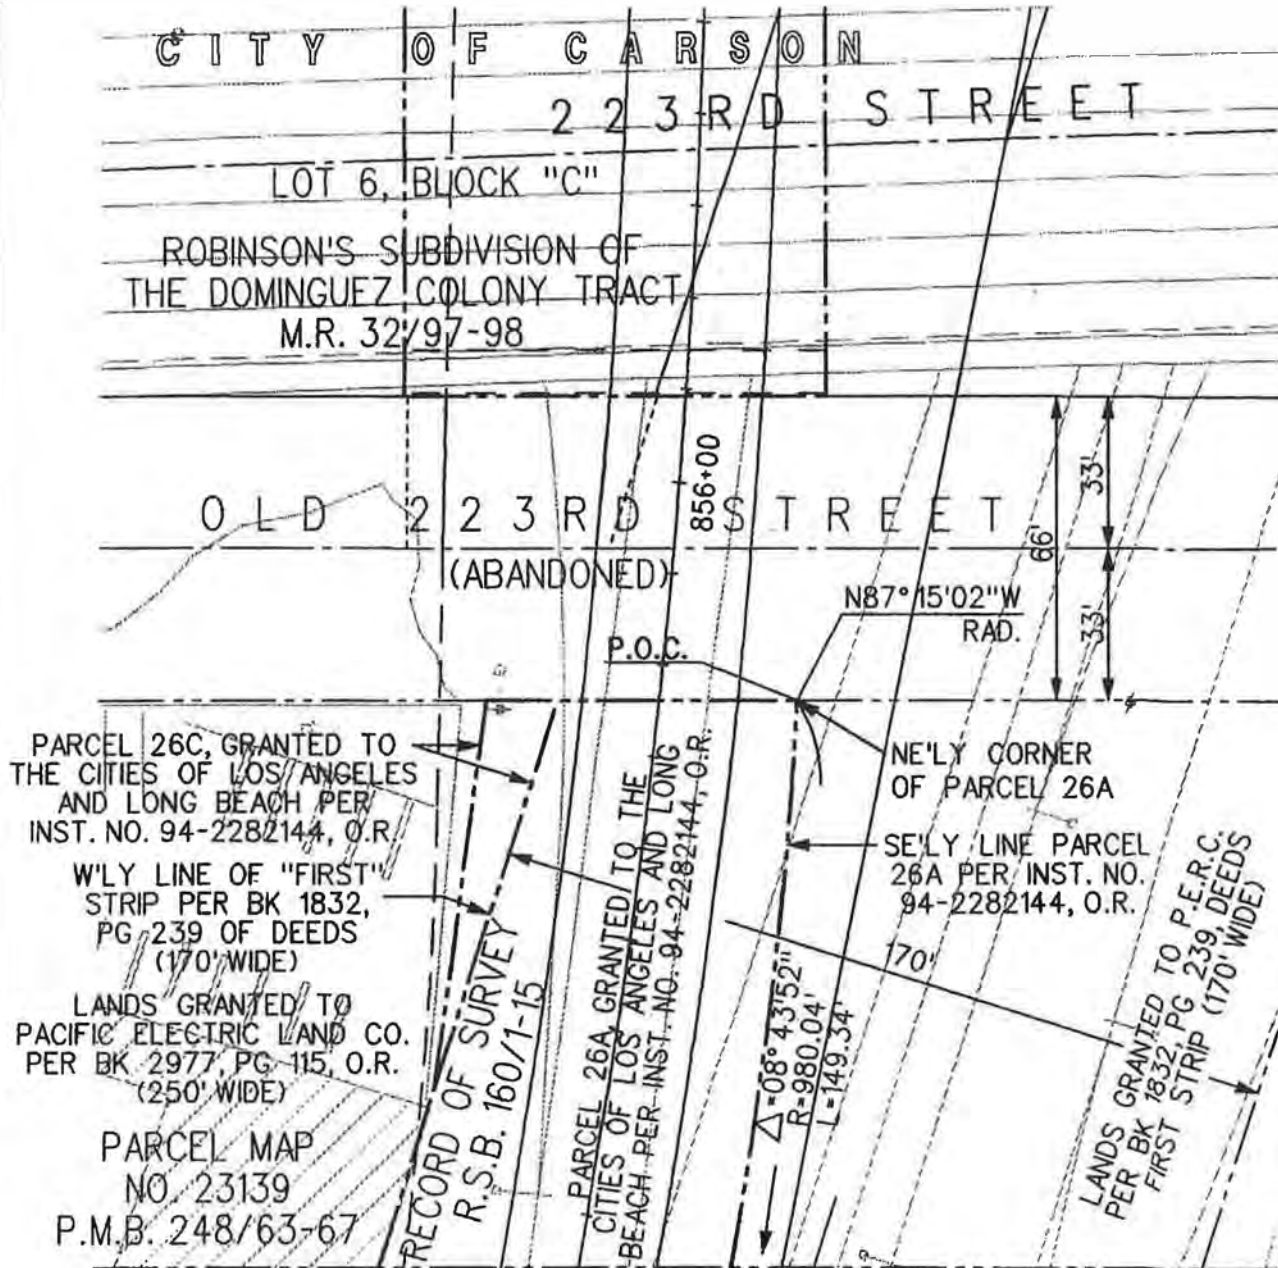 CITY OF CARSON
223RD STREET
LOT 6, BLOCK "C"
ROBINSON'S SUBDIVISION OF
THE DOMINGUEZ COLONY TRACT
M.R. 32/97-98
OLD 223RD STREET
(ABANDONED)
856+00
66'
33'
33'
N87°15'02"W
RAD.
P.O.C.
NE'LY CORNER
OF PARCEL 26A
SE'LY LINE PARCEL
26A PER INST. NO.
94-2282144, O.R.
PARCEL 26C, GRANTED TO
THE CITIES OF LOS ANGELES
AND LONG BEACH PER
INST. NO. 94-2282144, O.R.
W'LY LINE OF "FIRST"
STRIP PER BK 1832,
PG 239 OF DEEDS
(170' WIDE)
LANDS GRANTED TO
PACIFIC ELECTRIC LAND CO.
PER BK 2977, PG 115, O.R.
(250' WIDE)
PARCEL MAP
NO. 23139
P.M.B. 248/63-67
RECORD OF SURVEY
R.S.B. 160/1-15
PARCEL 26A, GRANTED TO THE
CITIES OF LOS ANGELES AND LONG
BEACH PER INST. NO. 94-2282144, O.R.
Δ=08°43'52"
R=980.04'
L=149.34'
170'
LANDS GRANTED TO P.E.R.C.
PER BK 1832, PG 239, DEEDS
FIRST STRIP (170' WIDE)